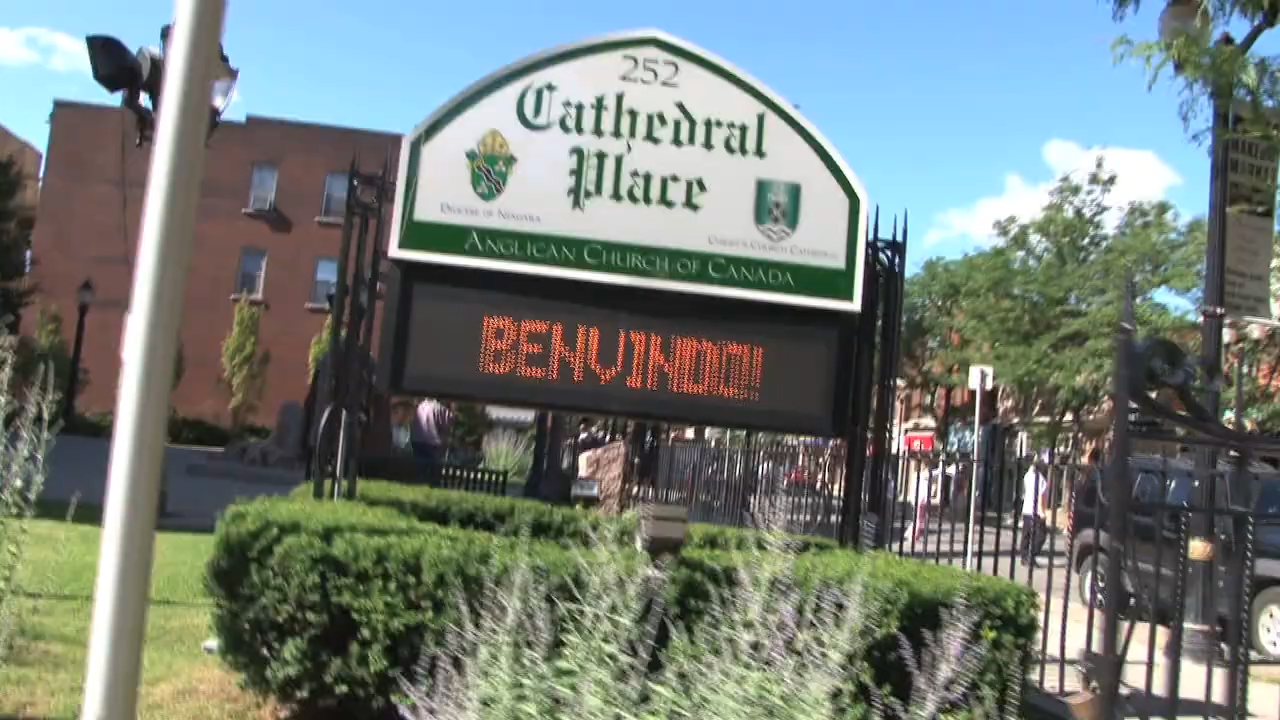 252
Cathedral
Place
DIOCESE OF NIAGARA
CHRIST'S CHURCH CATHEDRAL
ANGLICAN CHURCH OF CANADA
BENVINDO!